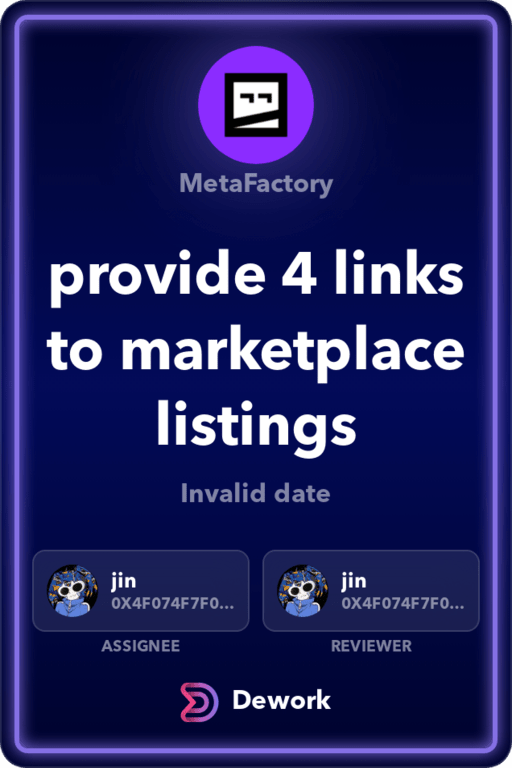 MetaFactory
provide 4 links
to marketplace
listings
Invalid date
jin
0X4F074F7F0...
ASSIGNEE
jin
0X4F074F7F0...
REVIEWER
Dework